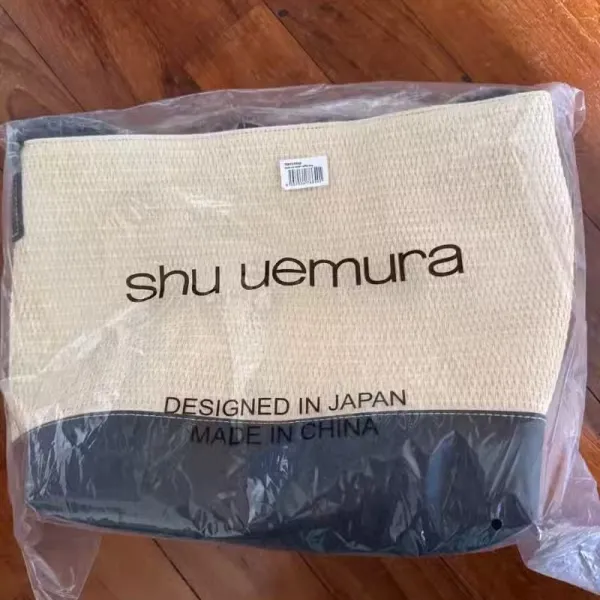 shu uemura
DESIGNED IN JAPAN
MADE IN CHINA